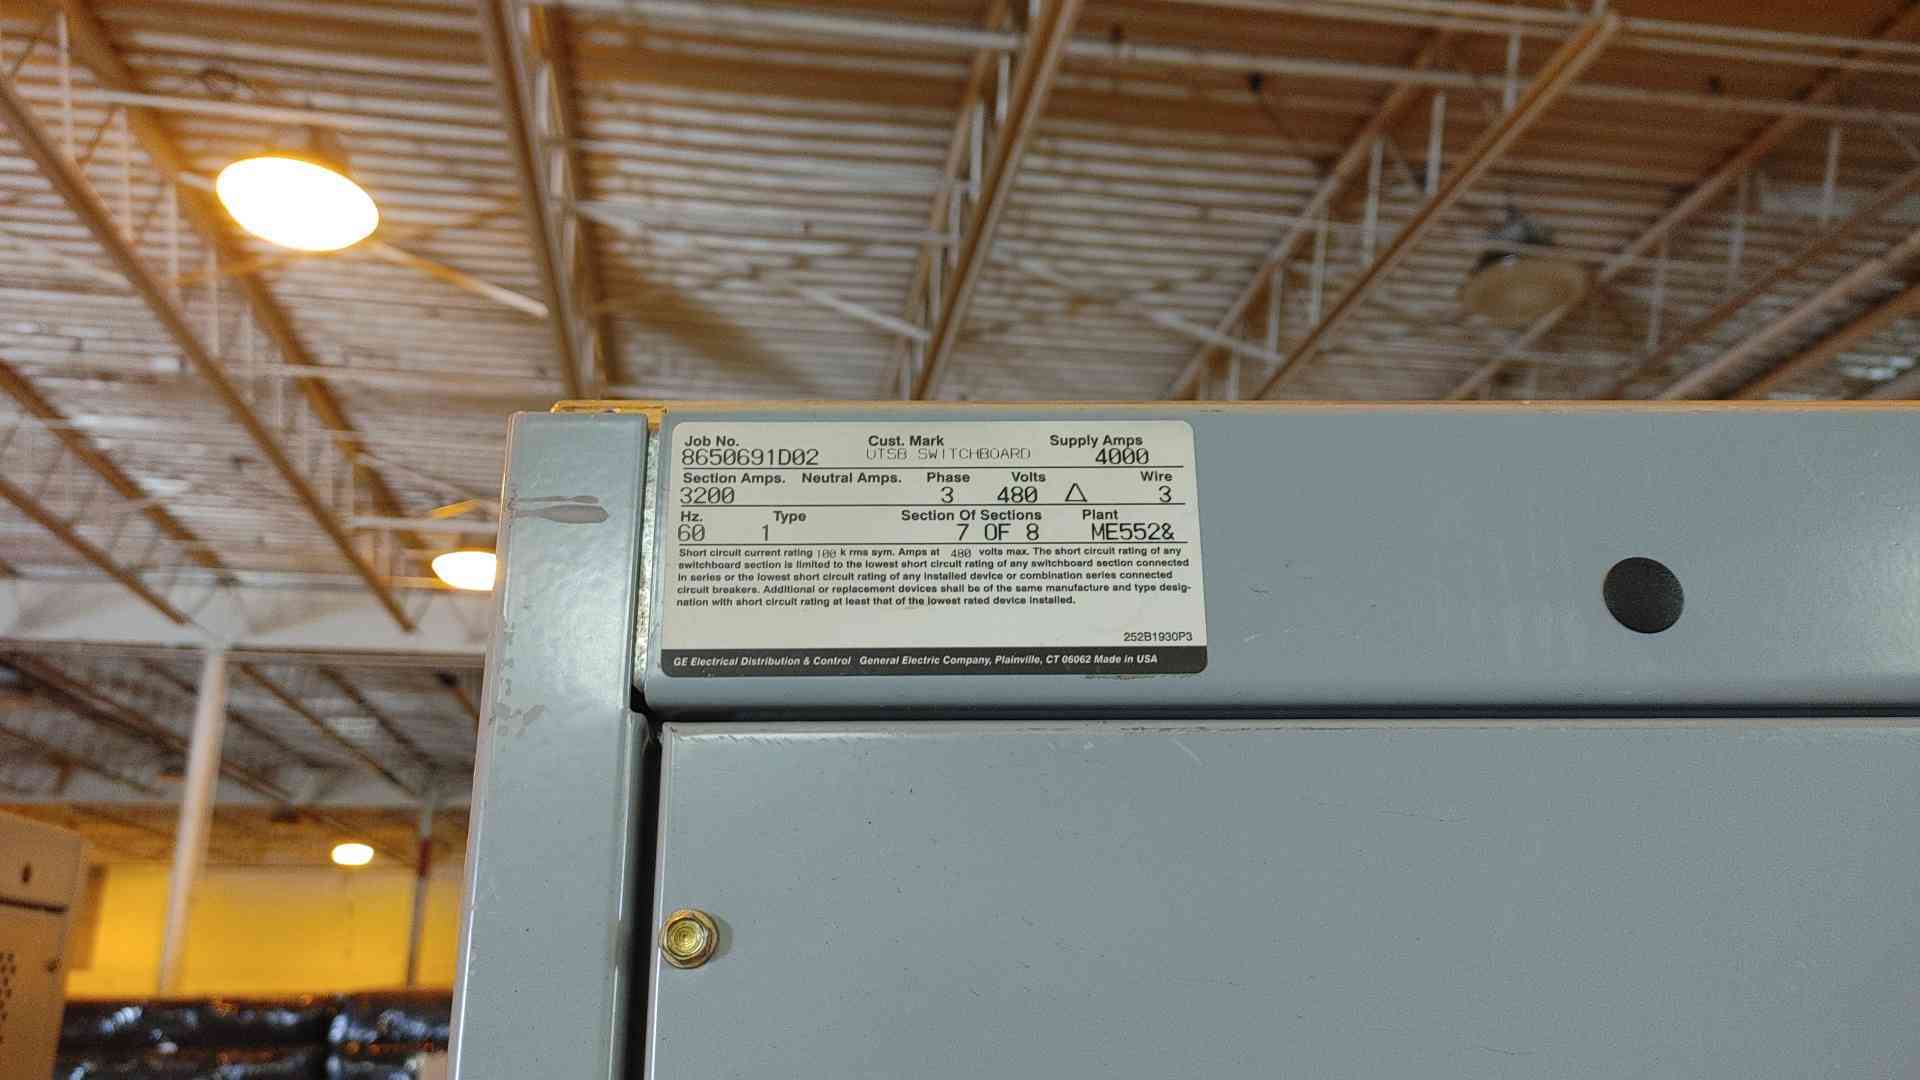 Job No. Cust. Mark Supply Amps
8650691D02 UTSB SWITCHBOARD 4000
Section Amps. Neutral Amps. Phase Volts Wire
3200 3 480 △ 3
Hz. Type Section Of Sections Plant
60 1 7 OF 8 ME552&
Short circuit current rating 100 k rms sym. Amps at 480 volts max. The short circuit rating of any
switchboard section is limited to the lowest short circuit rating of any switchboard section connected
in series or the lowest short circuit rating of any installed device or combination series connected
circuit breakers. Additional or replacement devices shall be of the same manufacture and type desig-
nation with short circuit rating at least that of the lowest rated device installed.
252B1930P3
GE Electrical Distribution & Control General Electric Company, Plainville, CT 06062 Made in USA